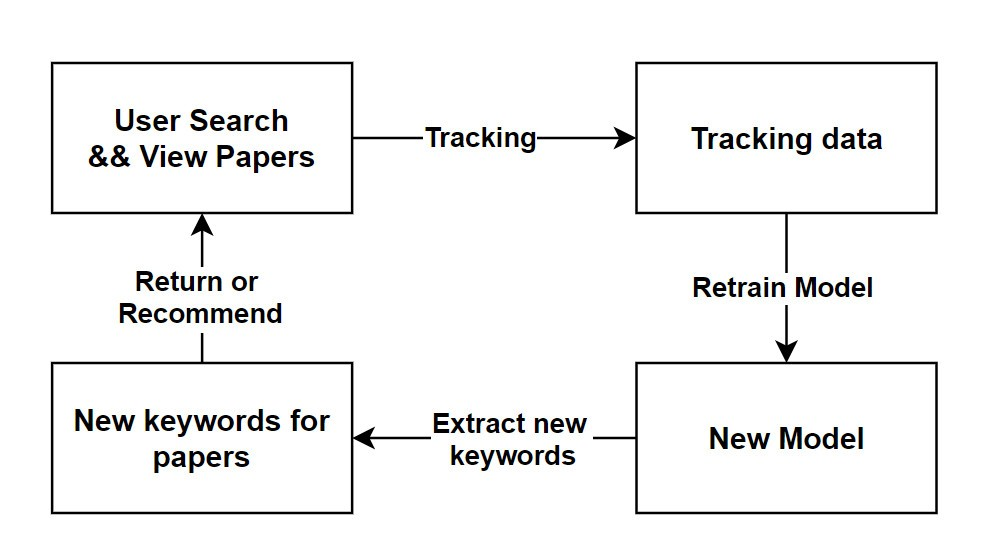 User Search
&& View Papers
Tracking
Tracking data
Return or
Recommend
Retrain Model
New keywords for
papers
Extract new
keywords
New Model